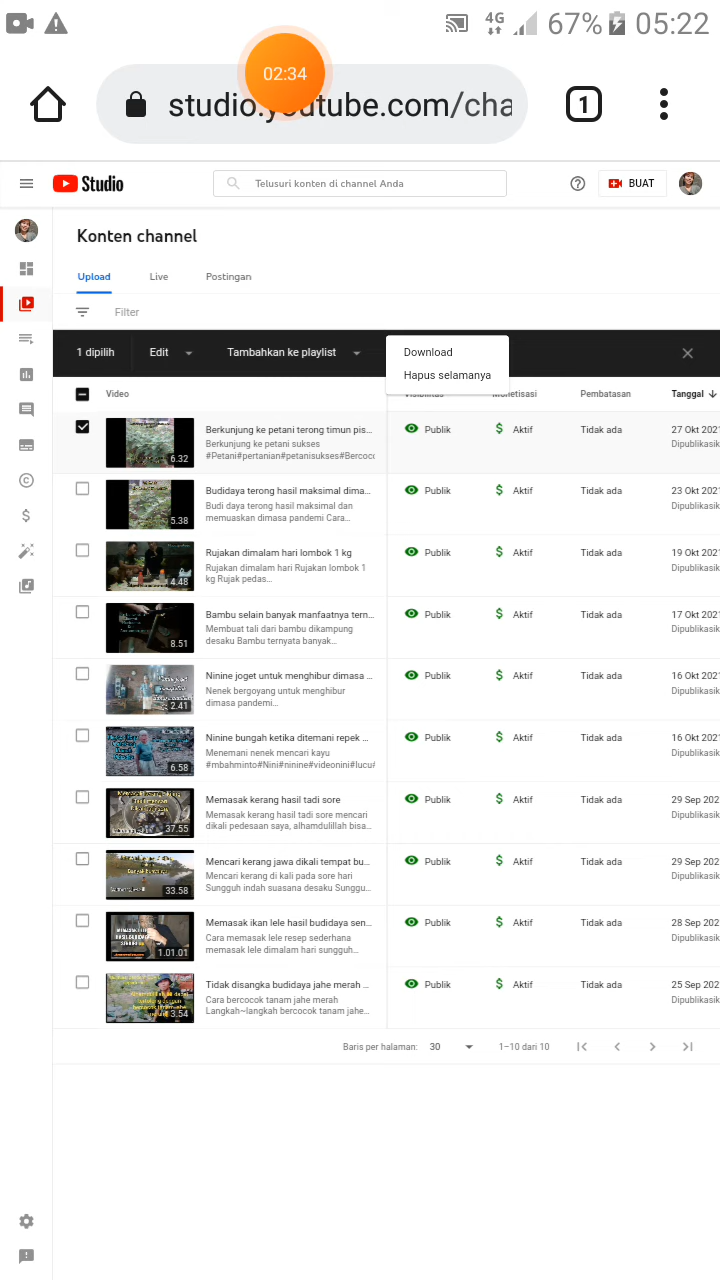 4G 67% 05:22
02:34
studio.youtube.com/cha
1
Studio
Telusuri konten di channel Anda
BUAT
Konten channel
Upload Live Postingan
Filter
1 dipilih Edit Tambahkan ke playlist
Download
Hapus selamanya
Video Visibilitas Monetisasi Pembatasan Tanggal
Berkunjung ke petani terong timun pis... Publik Aktif Tidak ada 27 Okt 2021
Berkunjung ke petani sukses Dipublikasik
#Petani#pertanian#petanisukses#Bercoco
6.32
Budidaya terong hasil maksimal dima... Publik Aktif Tidak ada 23 Okt 2021
Budi daya terong hasil maksimal dan Dipublikasik
memuaskan dimasa pandemi Cara...
5.38
Rujakan dimalam hari lombok 1 kg Publik Aktif Tidak ada 19 Okt 2021
Rujakan dimalam hari Rujakan lombok 1 Dipublikasik
kg Rujak pedas...
4.48
Bambu selain banyak manfaatnya tern... Publik Aktif Tidak ada 17 Okt 2021
Membuat tali dari bambu dikampung Dipublikasik
desaku Bambu ternyata banyak...
8.51
Ninine joget untuk menghibur dimasa ... Publik Aktif Tidak ada 16 Okt 2021
Nenek bergoyang untuk menghibur Dipublikasik
dimasa pandemi...
2.41
Ninine bungah ketika ditemani repek ... Publik Aktif Tidak ada 16 Okt 2021
Menemani nenek mencari kayu Dipublikasik
#mbahminto#Nini#ninine#videonini#lucu#
6.58
Memasak kerang hasil tadi sore Publik Aktif Tidak ada 29 Sep 202
Memasak kerang hasil tadi sore mencari Dipublikasik
dikali pedesaan saya, alhamdulillah bisa...
37.55
Mencari kerang jawa dikali tempat bu... Publik Aktif Tidak ada 29 Sep 202
Mencari kerang di kali pada sore hari Dipublikasik
Sungguh indah suasana desaku Sunggu...
33.58
Memasak ikan lele hasil budidaya sen... Publik Aktif Tidak ada 28 Sep 202
Cara memasak lele resep sederhana Dipublikasik
memasak lele dimalam hari sungguh...
MEMASAK LELE
HASIL BUDIDAYA
1.01.01
Tidak disangka budidaya jahe merah ... Publik Aktif Tidak ada 25 Sep 202
Cara bercocok tanam jahe merah Dipublikasik
Langkah~langkah bercocok tanam jahe...
3.54
Baris per halaman: 30 1–10 dari 10